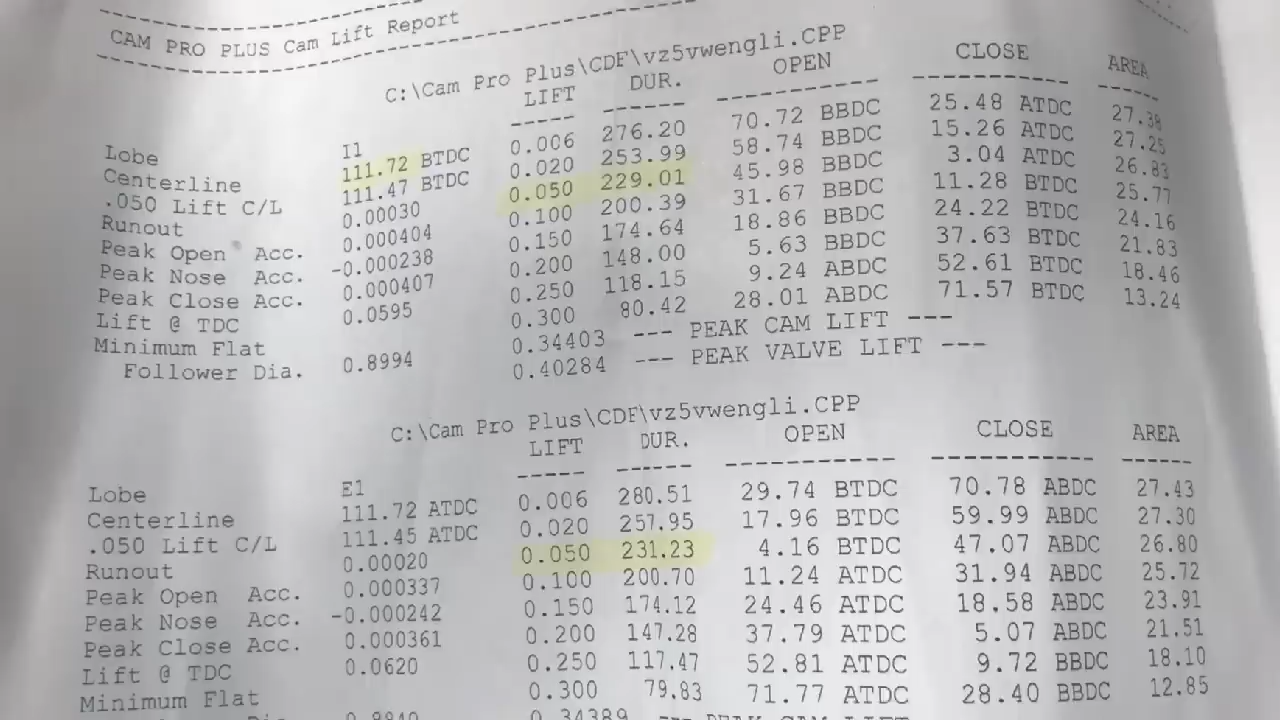 CAM PRO PLUS Cam Lift Report
C:\Cam Pro Plus\CDF\vz5vwengli.CPP
LIFT DUR. OPEN CLOSE AREA
Lobe I1 0.006 276.20 70.72 BBDC 25.48 ATDC 27.38
Centerline 111.72 BTDC 0.020 253.99 58.74 BBDC 15.26 ATDC 27.25
.050 Lift C/L 111.47 BTDC 0.050 229.01 45.98 BBDC 3.04 ATDC 26.83
Runout 0.00030 0.100 200.39 31.67 BBDC 11.28 BTDC 25.77
Peak Open Acc. 0.000404 0.150 174.64 18.86 BBDC 24.22 BTDC 24.16
Peak Nose Acc. -0.000238 0.200 148.00 5.63 BBDC 37.63 BTDC 21.83
Peak Close Acc. 0.000407 0.250 118.15 9.24 ABDC 52.61 BTDC 18.46
Lift @ TDC 0.0595 0.300 80.42 28.01 ABDC 71.57 BTDC 13.24
Minimum Flat 0.34403 --- PEAK CAM LIFT ---
Follower Dia. 0.8994 0.40284 --- PEAK VALVE LIFT ---
C:\Cam Pro Plus\CDF\vz5vwengli.CPP
LIFT DUR. OPEN CLOSE AREA
Lobe E1 0.006 280.51 29.74 BTDC 70.78 ABDC 27.43
Centerline 111.72 ATDC 0.020 257.95 17.96 BTDC 59.99 ABDC 27.30
.050 Lift C/L 111.45 ATDC 0.050 231.23 4.16 BTDC 47.07 ABDC 26.80
Runout 0.00020 0.100 200.70 11.24 ATDC 31.94 ABDC 25.72
Peak Open Acc. 0.000337 0.150 174.12 24.46 ATDC 18.58 ABDC 23.91
Peak Nose Acc. -0.000242 0.200 147.28 37.79 ATDC 5.07 ABDC 21.51
Peak Close Acc. 0.000361 0.250 117.47 52.81 ATDC 9.72 BBDC 18.10
Lift @ TDC 0.0620 0.300 79.83 71.77 ATDC 28.40 BBDC 12.85
Minimum Flat 0.34389 --- PEAK CAM LIFT